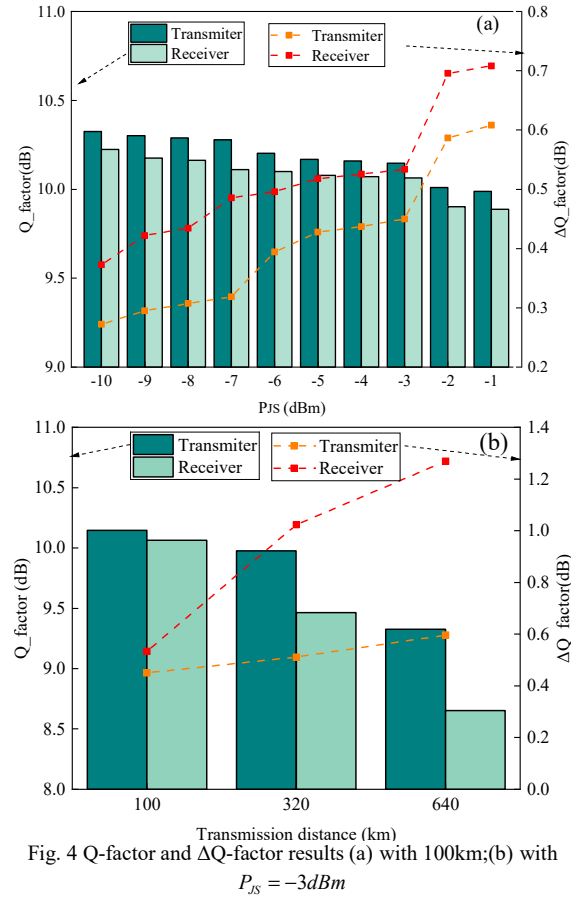 (a)
Transmiter
Receiver
Transmiter
Receiver
Q_factor(dB)
11.0
10.5
10.0
9.5
9.0
ΔQ_factor(dB)
0.8
0.7
0.6
0.5
0.4
0.3
0.2
-10 -9 -8 -7 -6 -5 -4 -3 -2 -1
PJS (dBm)
(b)
Transmiter
Receiver
Transmiter
Receiver
Q_factor (dB)
11.0
10.5
10.0
9.5
9.0
8.5
8.0
ΔQ_factor(dB)
1.4
1.2
1.0
0.8
0.6
0.4
0.2
0.0
100 320 640
Transmission distance (km)
Fig. 4 Q-factor and ΔQ-factor results (a) with 100km;(b) with
P_JS = −3dBm